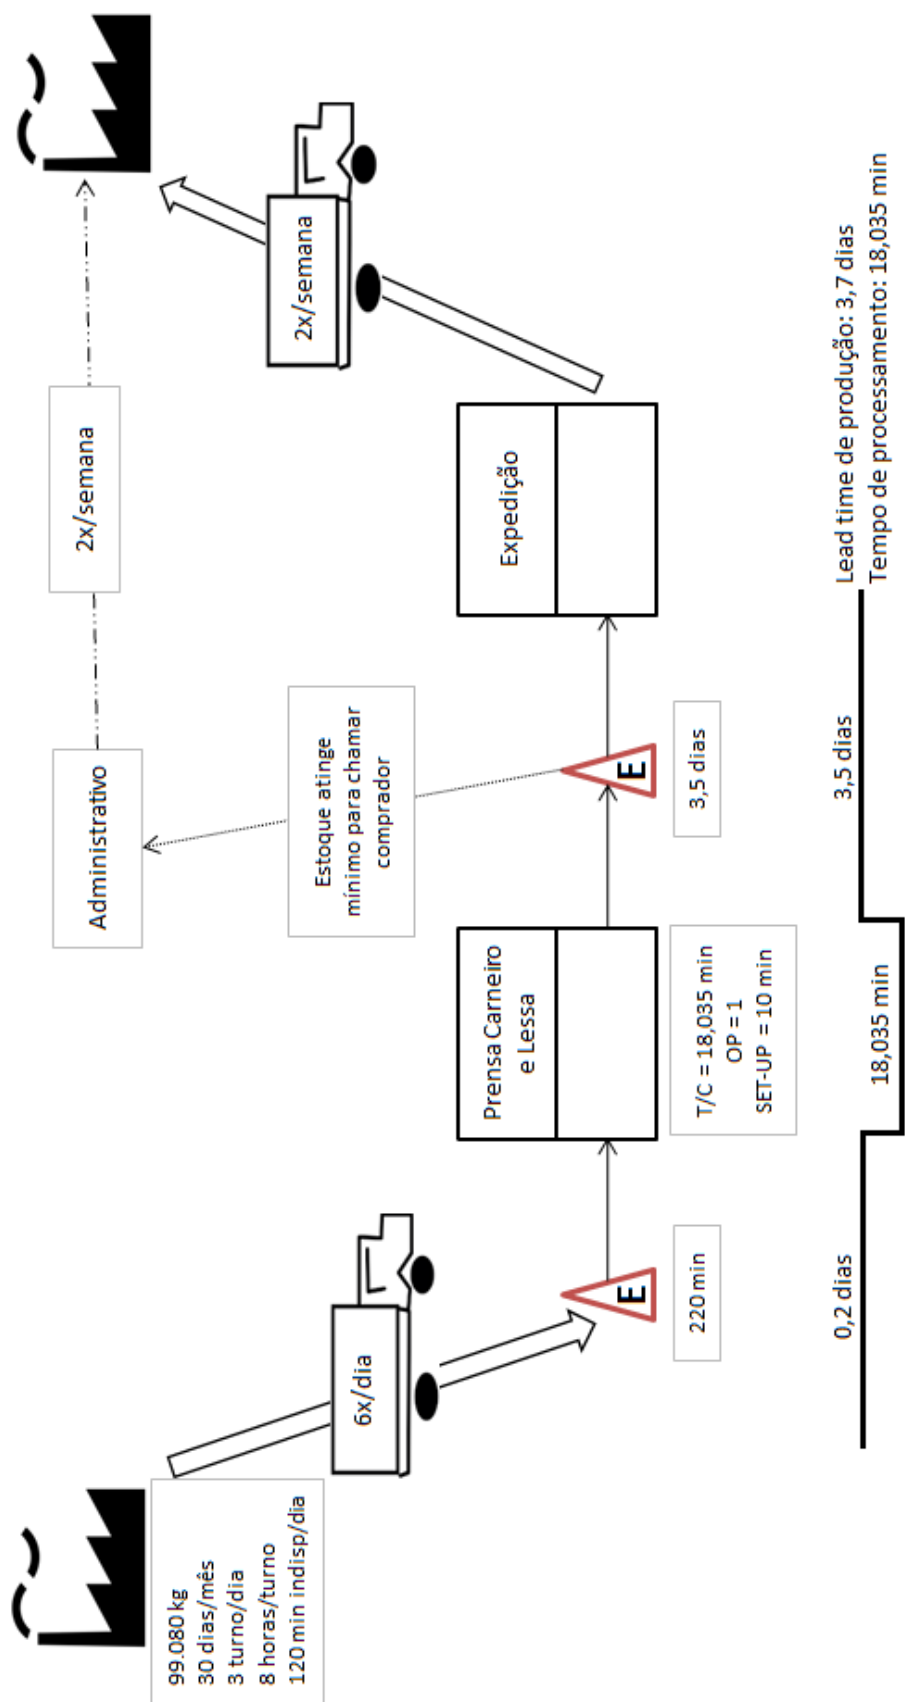 Administrativo
2x/semana
99.080 kg
30 dias/mês
3 turno/dia
8 horas/turno
120 min indisp/dia
6x/dia
Estoque atinge
mínimo para chamar
comprador
2x/semana
E
220 min
Prensa Carneiro
e Lessa
T/C = 18,035 min
OP = 1
SET-UP = 10 min
E
3,5 dias
Expedição
0,2 dias
18,035 min
3,5 dias
Lead time de produção: 3,7 dias
Tempo de processamento: 18,035 min